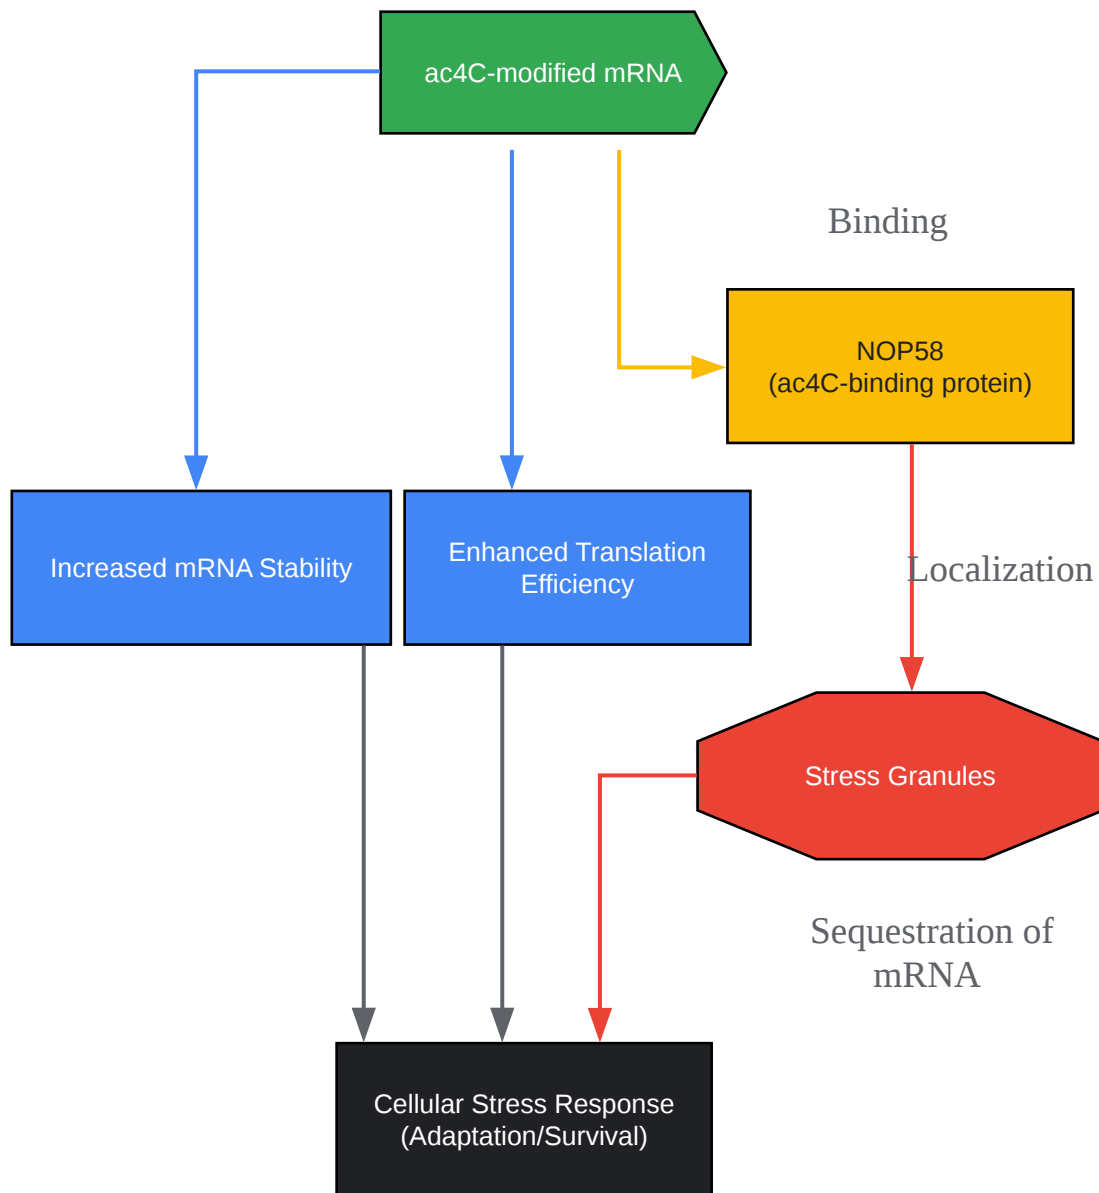 ac4C-modified mRNA
Binding
NOP58
(ac4C-binding protein)
Increased mRNA Stability
Enhanced Translation
Efficiency
Localization
Stress Granules
Sequestration of
mRNA
Cellular Stress Response
(Adaptation/Survival)